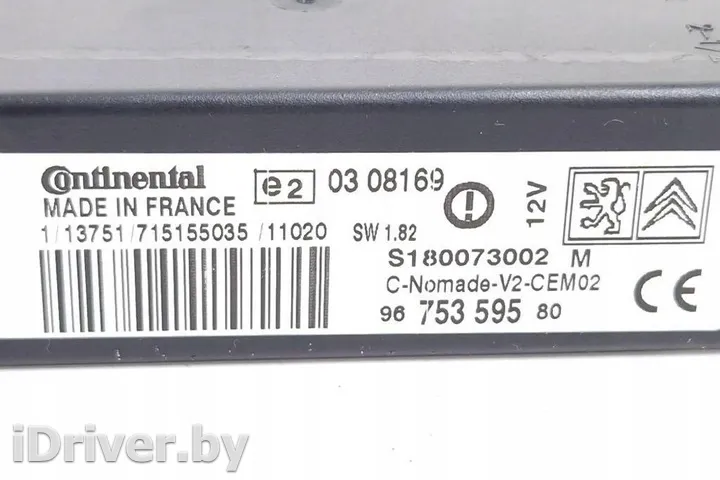 Continental
MADE IN FRANCE
e2 03 08169
12V
1/13751/715155035/11020 SW 1.82
S180073002 M
C-Nomade-V2-CEM02
96 753 595 80
CE
iDriver.by